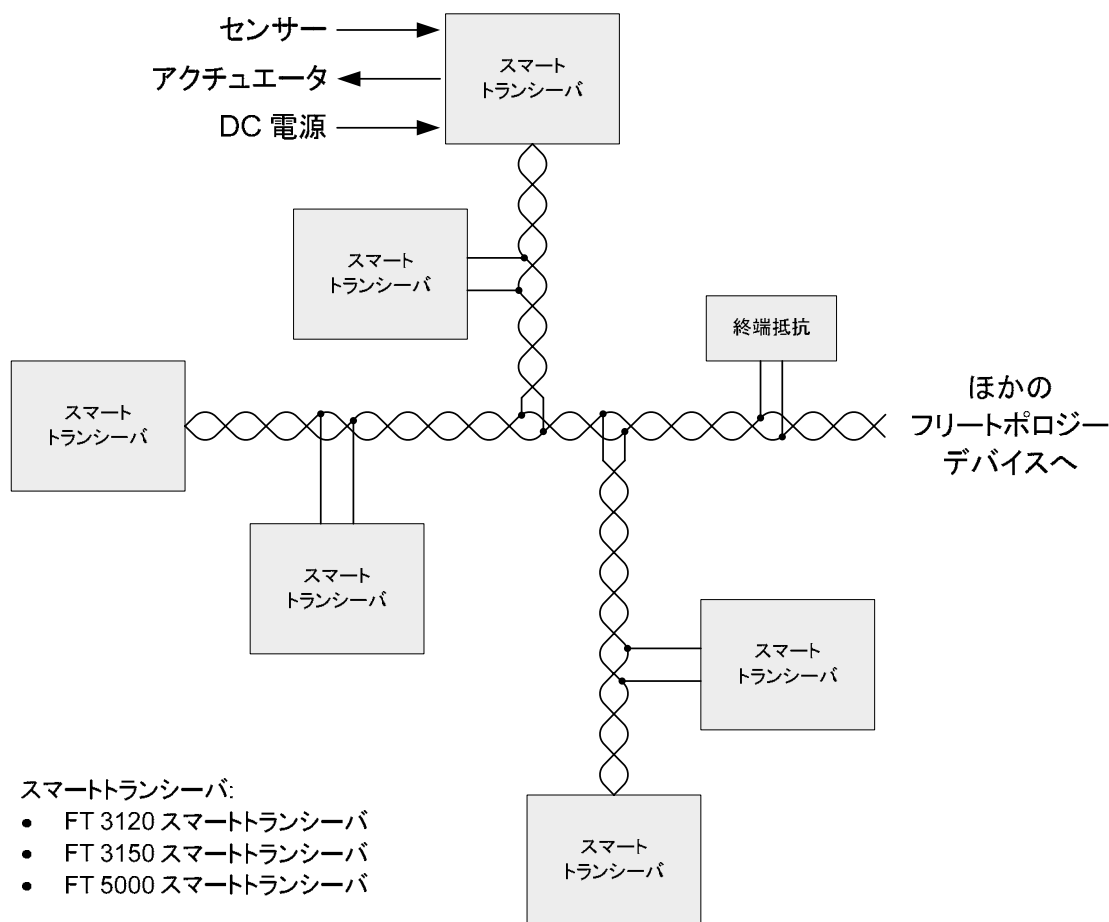 センサー
アクチュエータ
DC 電源
スマート
トランシーバ
スマート
トランシーバ
終端抵抗
スマート
トランシーバ
ほかの
フリートポロジー
デバイスへ
スマート
トランシーバ
スマート
トランシーバ
スマート
トランシーバ
スマートトランシーバ:
• FT 3120 スマートトランシーバ
• FT 3150 スマートトランシーバ
• FT 5000 スマートトランシーバ